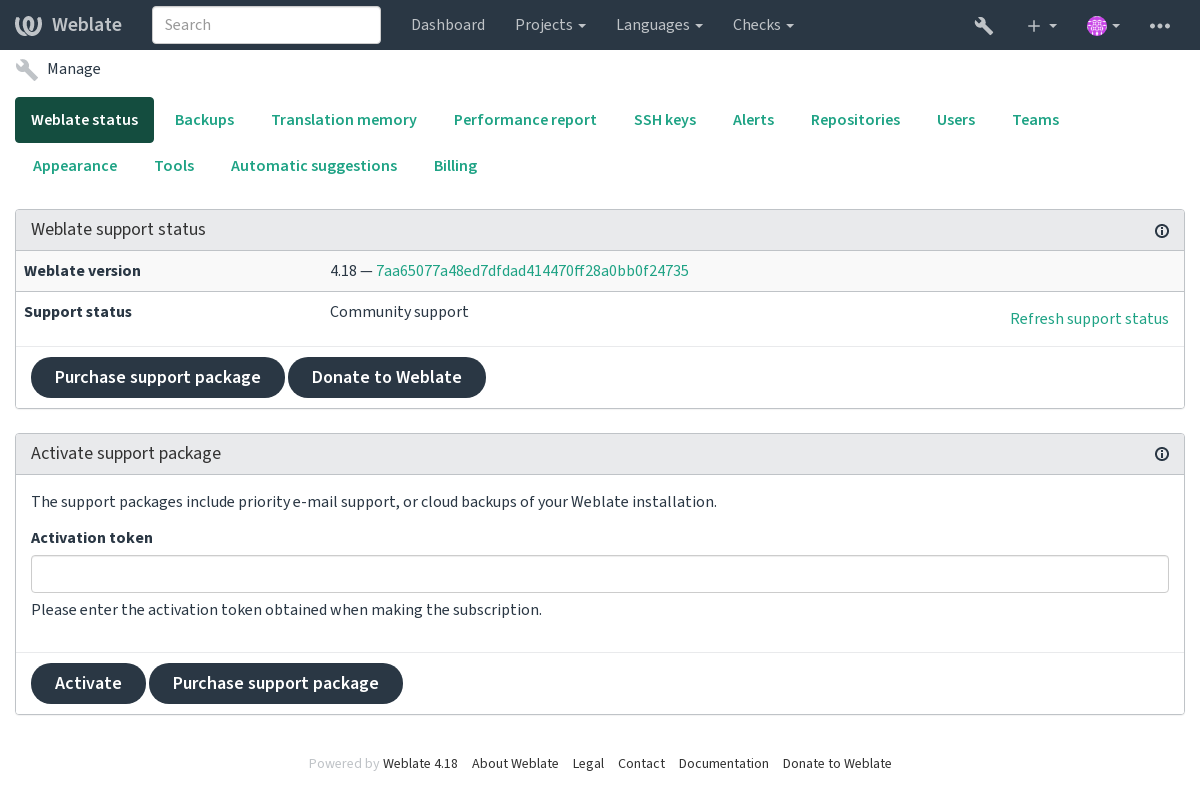 Weblate Search Dashboard Projects Languages Checks
Manage
Weblate status Backups Translation memory Performance report SSH keys Alerts Repositories Users Teams
Appearance Tools Automatic suggestions Billing
Weblate support status
Weblate version 4.18 — 7aa65077a48ed7dfdad414470ff28a0bb0f24735
Support status Community support Refresh support status
Purchase support package Donate to Weblate
Activate support package
The support packages include priority e-mail support, or cloud backups of your Weblate installation.
Activation token
Please enter the activation token obtained when making the subscription.
Activate Purchase support package
Powered by Weblate 4.18 About Weblate Legal Contact Documentation Donate to Weblate